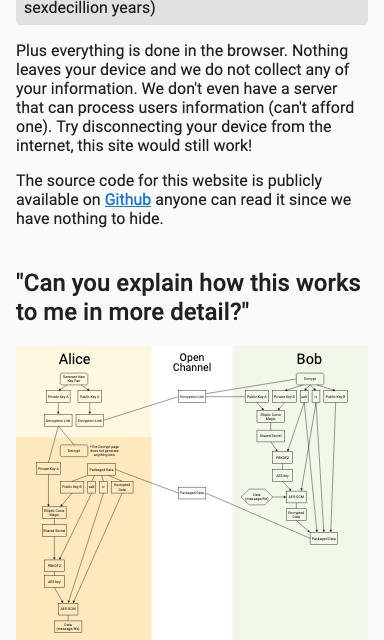 sexdecillion years)
Plus everything is done in the browser. Nothing
leaves your device and we do not collect any of
your information. We don't even have a server
that can process users information (can't afford
one). Try disconnecting your device from the
internet, this site would still work!
The source code for this website is publicly
available on Github anyone can read it since we
have nothing to hide.
"Can you explain how this works
to me in more detail?"
Alice
Open
Channel
Bob
Generate New
Key Pair
Private Key A
Public Key A
Decryption Link
Encryption Link
Encryption Link
Encrypt
Public Key A
Private Key B
salt
iv
Public Key B
Elliptic Curve
Magic
Shared Secret
PBKDF2
AES key
Data
(message/file)
AES-GCM
Encrypted
Data
Packaged Data
Packaged Data
Decrypt
*The Decrypt page
does not generate
anything new
Private Key A
Packaged Data
Public Key B
salt
iv
Encrypted
Data
Elliptic Curve
Magic
Shared Secret
PBKDF2
AES key
AES-GCM
Data
(message/file)